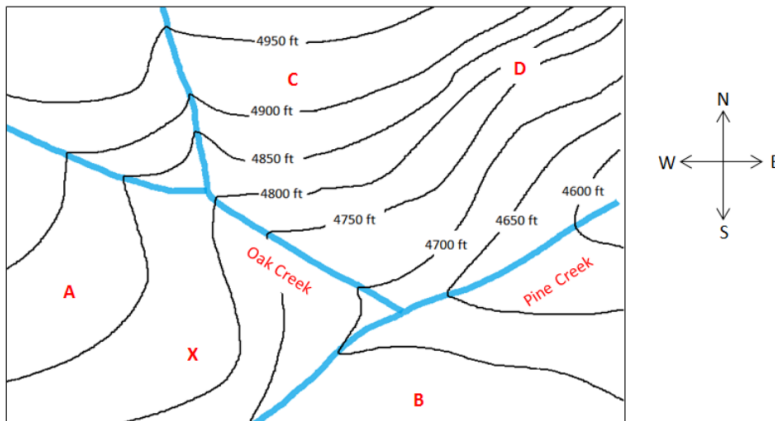 4950 ft
C
D
4900 ft
4850 ft
4800 ft
4750 ft
4700 ft
4650 ft
4600 ft
Oak Creek
Pine Creek
A
X
B
N
W
E
S